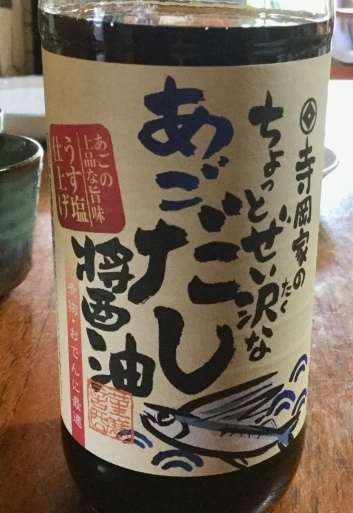 寺岡家の
ちょっとぜい沢な
たく
あごだし
醤油
あごの
上品な旨味
うす塩
仕上げ
おでんに最適